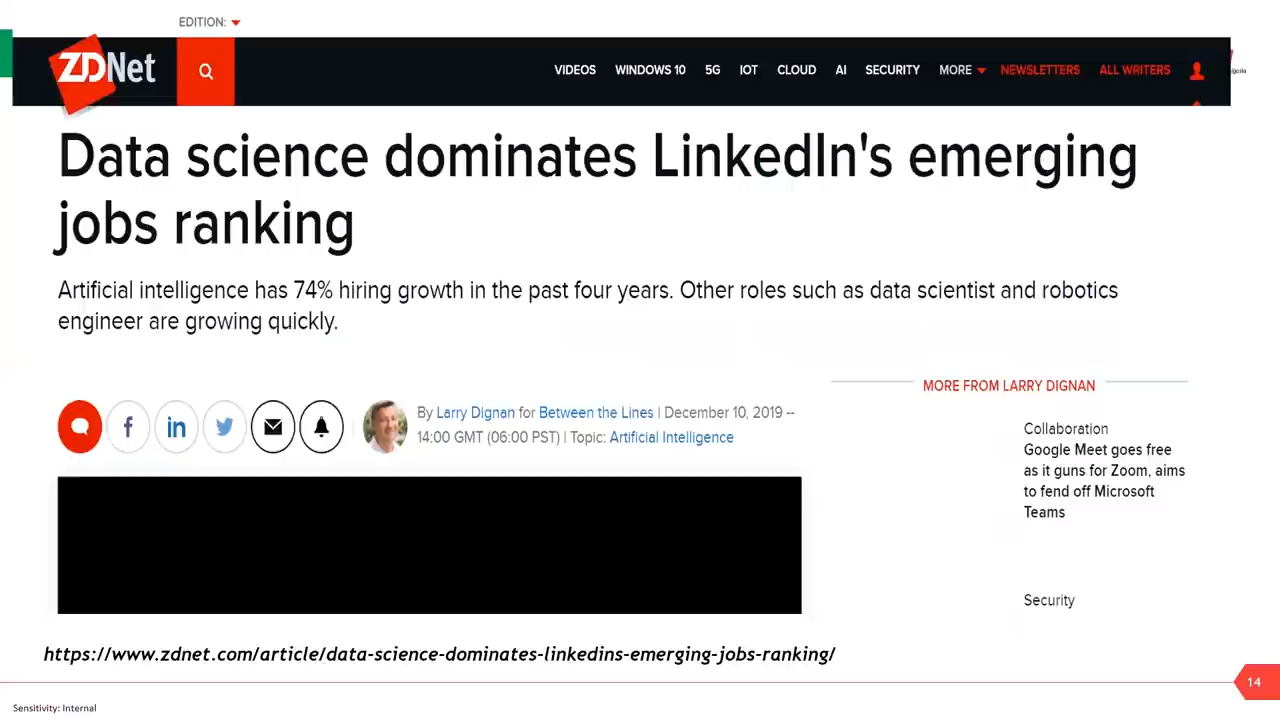 EDITION:
ZDNet
VIDEOS WINDOWS 10 5G IOT CLOUD AI SECURITY MORE NEWSLETTERS ALL WRITERS
Data science dominates LinkedIn's emerging
jobs ranking
Artificial intelligence has 74% hiring growth in the past four years. Other roles such as data scientist and robotics
engineer are growing quickly.
By Larry Dignan for Between the Lines | December 10, 2019 --
14:00 GMT (06:00 PST) | Topic: Artificial Intelligence
MORE FROM LARRY DIGNAN
Collaboration
Google Meet goes free
as it guns for Zoom, aims
to fend off Microsoft
Teams
Security
https://www.zdnet.com/article/data-science-dominates-linkedins-emerging-jobs-ranking/
14
Sensitivity: Internal